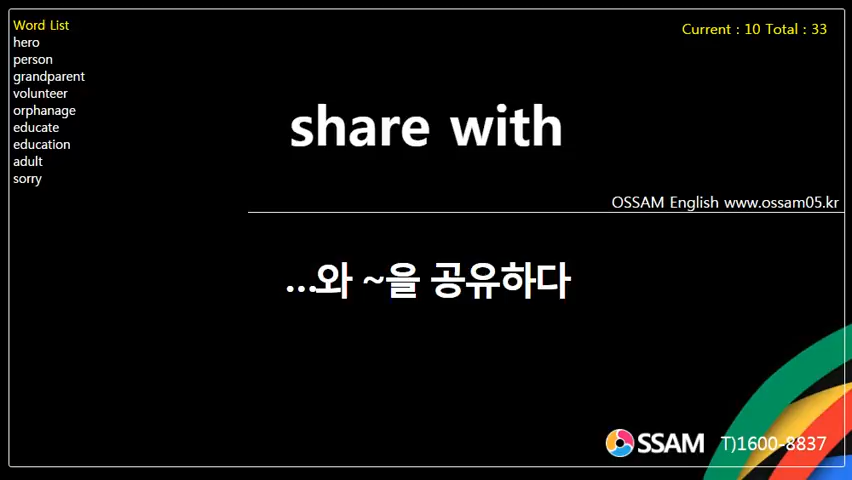 Word List
hero
person
grandparent
volunteer
orphanage
educate
education
adult
sorry
Current : 10 Total : 33
share with
OSSAM English www.ossam05.kr
...와 ~을 공유하다
OSSAM T)1600-8837